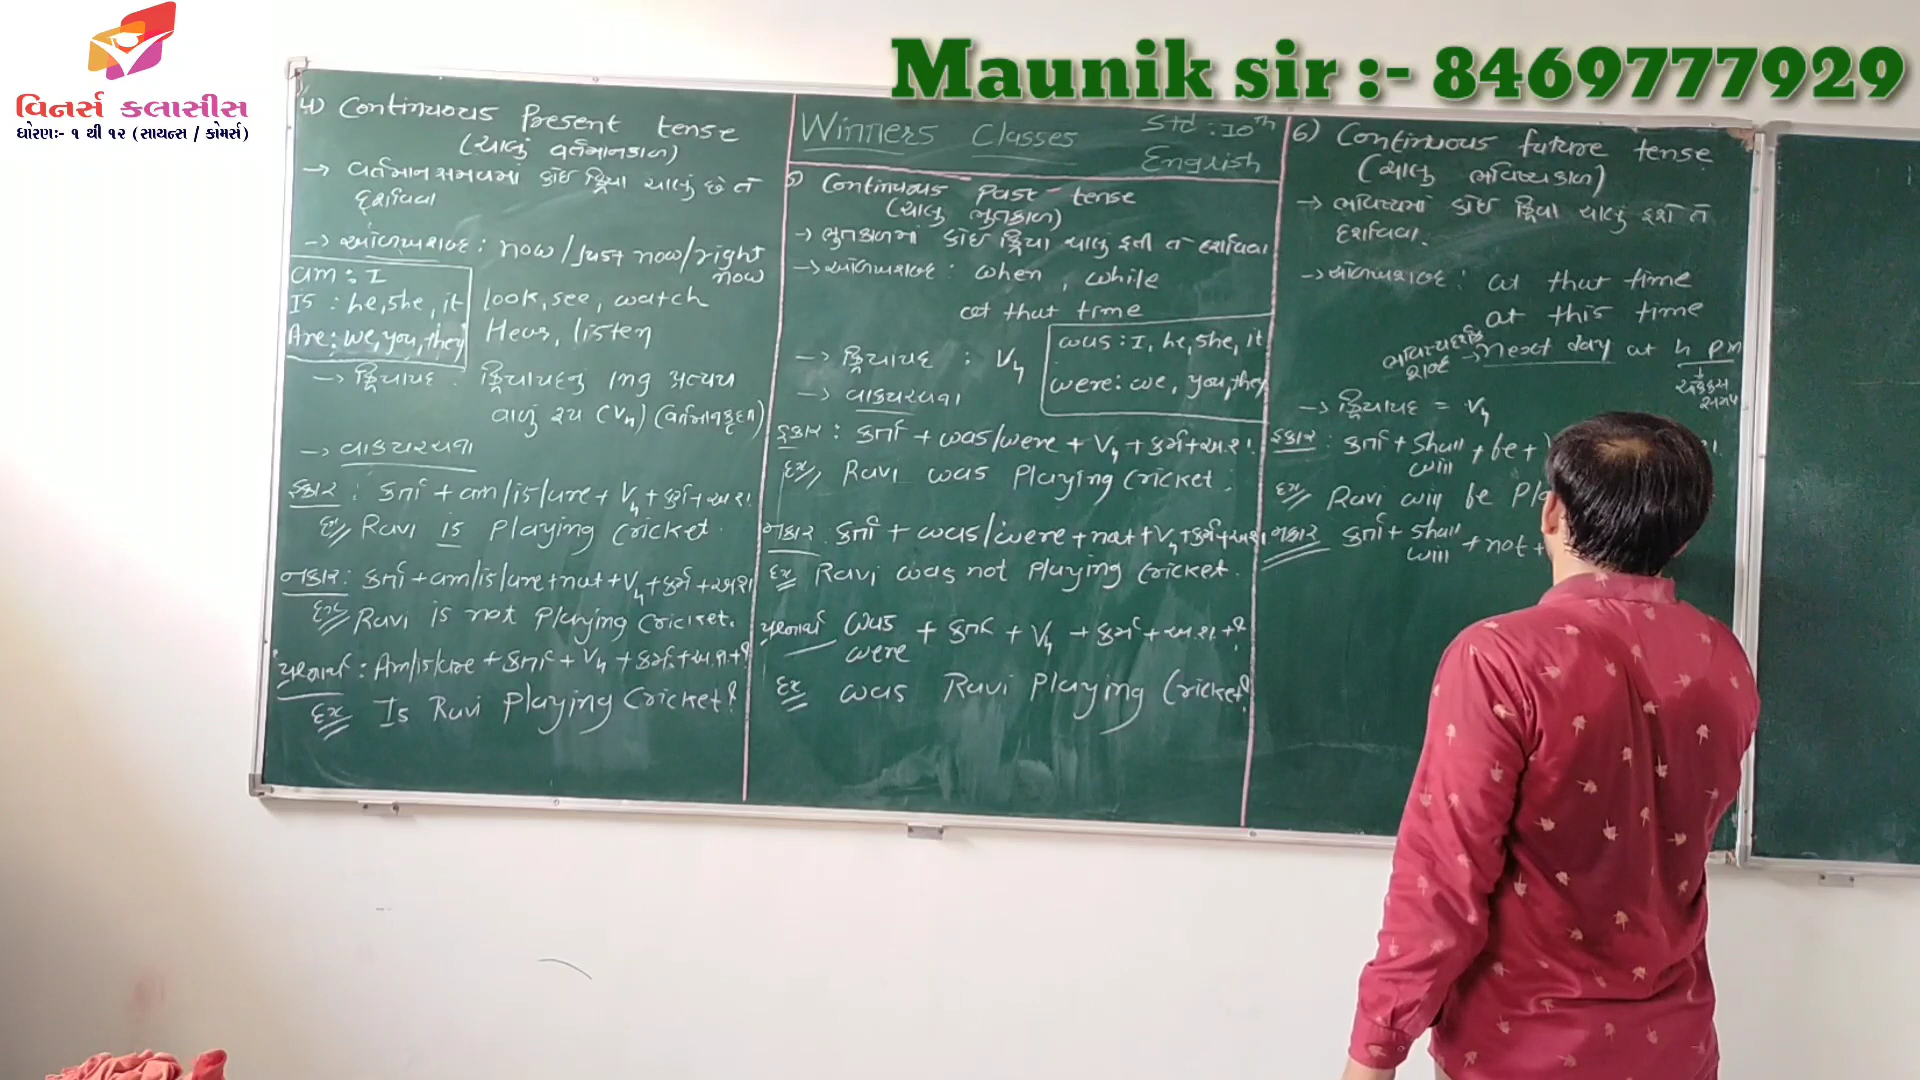 વિનર્સ ક્લાસીસ
ધોરણ:- ૧ થી ૧૨ (સાયન્સ / કોમર્સ)
Maunik sir :- 8469777929
4) Continuous Present tense
(ચાલું વર્તમાનકાળ)
→ વર્તમાન સમયમાં કોઈ ક્રિયા ચાલું છે તે
દર્શાવવા
→ ઓળખશબ્દ : now/just now/right
now
am : I
Is : he, she, it
Are : we, you, they
look, see, watch
Hear, listen
→ ક્રિયાપદ : ક્રિયાપદનું ing પ્રત્યય
વાળું રૂપ (V4) (વર્તમાનકૃદંત)
→ વાક્યરચના
હકાર : કર્તા + am/is/are + V4 + કર્મ + અ.શ.
Ex Ravi is Playing Cricket.
નકાર : કર્તા + am/is/are + not + V4 + કર્મ + અ.શ.
Ex Ravi is not Playing Cricket.
પ્રશ્નાર્થ : Am/is/are + કર્તા + V4 + કર્મ + અ.શ. + ?
Ex Is Ravi Playing Cricket?
Winners Classes
Std : 10th
English
5) Continuous Past tense
(ચાલું ભુતકાળ)
→ ભુતકાળમાં કોઈ ક્રિયા ચાલું હતી તે દર્શાવવા
→ ઓળખશબ્દ : when, while
at that time
→ ક્રિયાપદ : V4
was : I, he, she, it
were : we, you, they
→ વાક્યરચના
હકાર : કર્તા + was/were + V4 + કર્મ + અ.શ.
Ex Ravi was Playing Cricket.
નકાર કર્તા + was/were + not + V4 + કર્મ + અ.શ.
Ex Ravi was not Playing Cricket.
પ્રશ્નાર્થ was + કર્તા + V4 + કર્મ + અ.શ. + ?
were
Ex was Ravi Playing Cricket?
6) Continuous future tense
(ચાલુ ભવિષ્યકાળ)
→ ભવિષ્યમાં કોઈ ક્રિયા ચાલું હશે તે
દર્શાવવા.
→ ઓળખશબ્દ : at that time
at this time
→ next day at 4 pm
શબ્દ
ચોક્કસ
સમય
→ ક્રિયાપદ = V4
હકાર : કર્તા + Shall + be +
will
Ex Ravi will be
નકાર કર્તા + Shall + not +
will